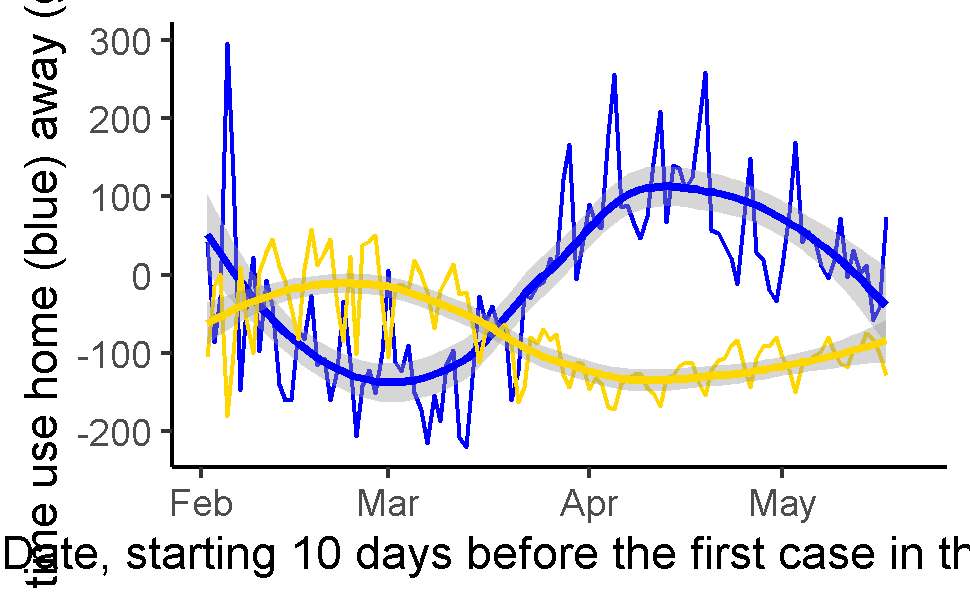 time use home (blue) away (
300
200
100
0
-100
-200
Feb Mar Apr May
Date, starting 10 days before the first case in th